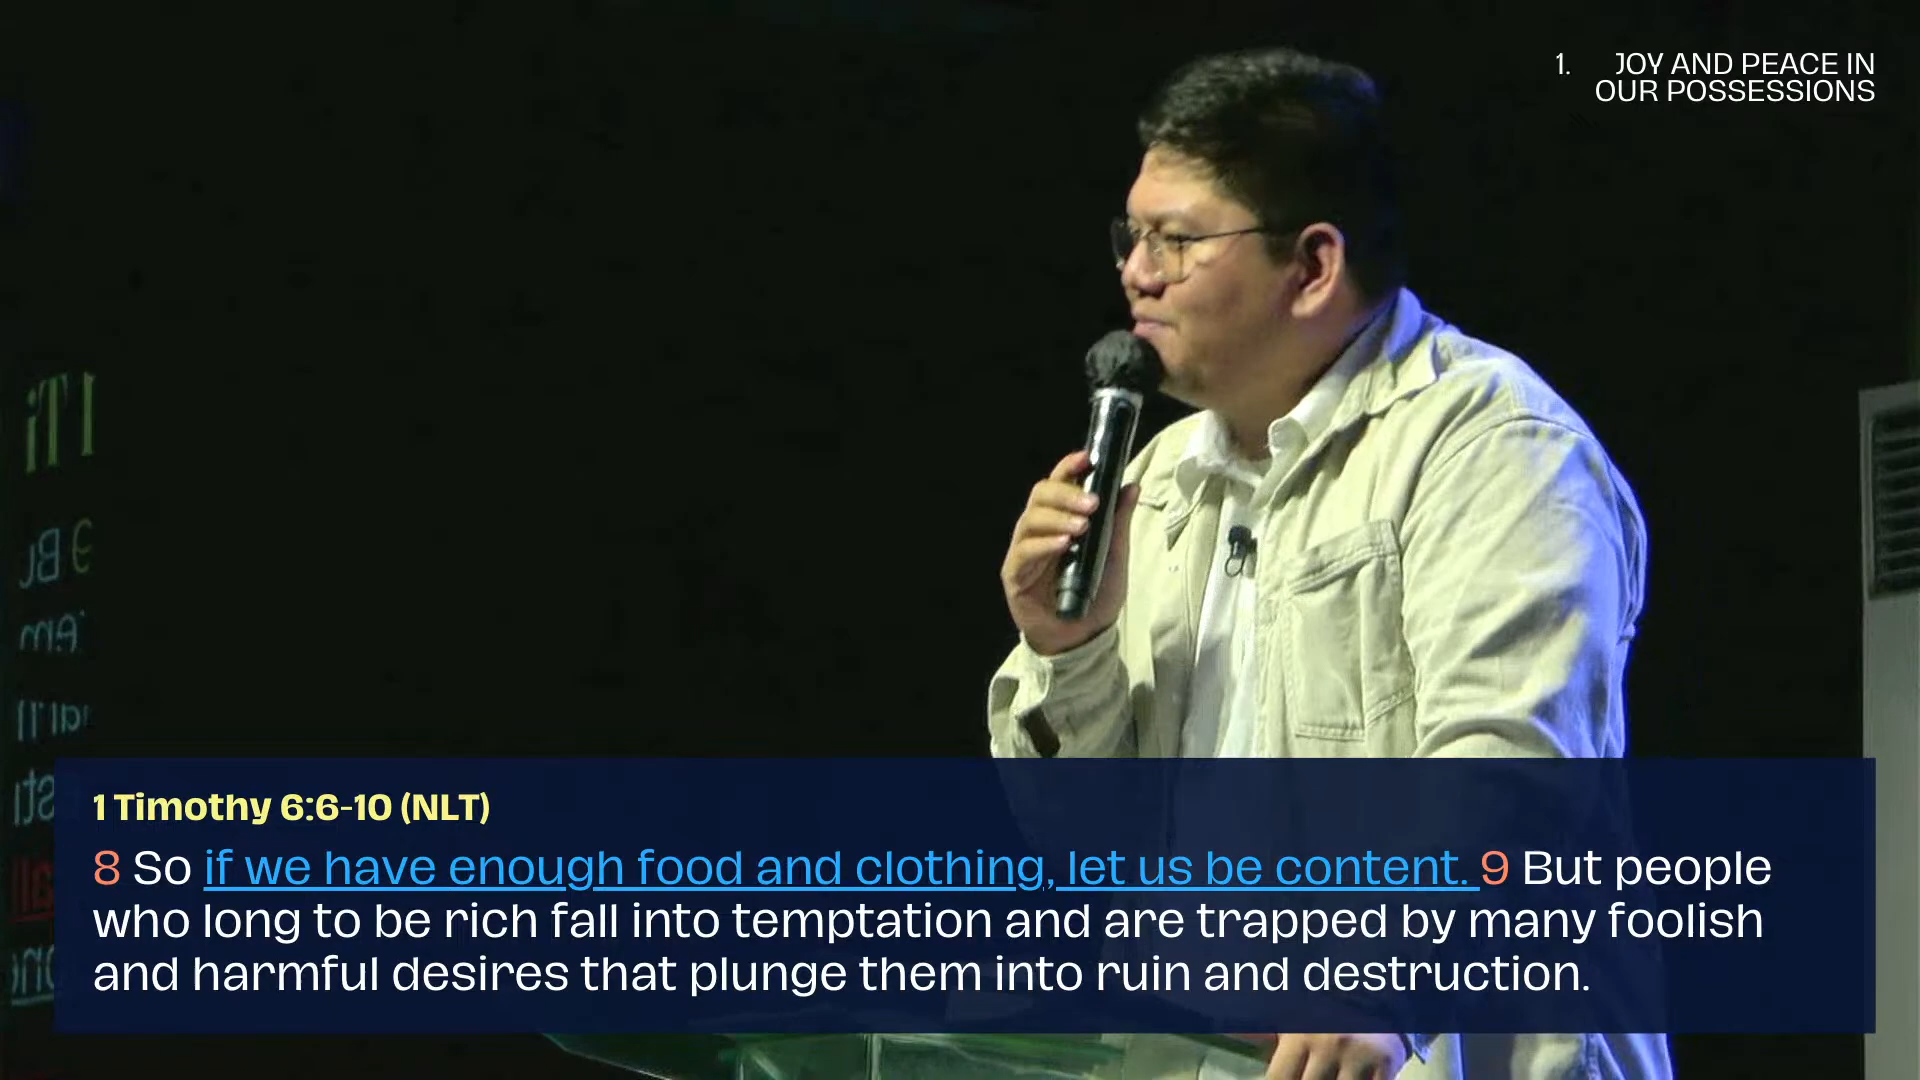 1. JOY AND PEACE IN
OUR POSSESSIONS
1 Timothy 6:6-10 (NLT)
8 So if we have enough food and clothing, let us be content. 9 But people
who long to be rich fall into temptation and are trapped by many foolish
and harmful desires that plunge them into ruin and destruction.